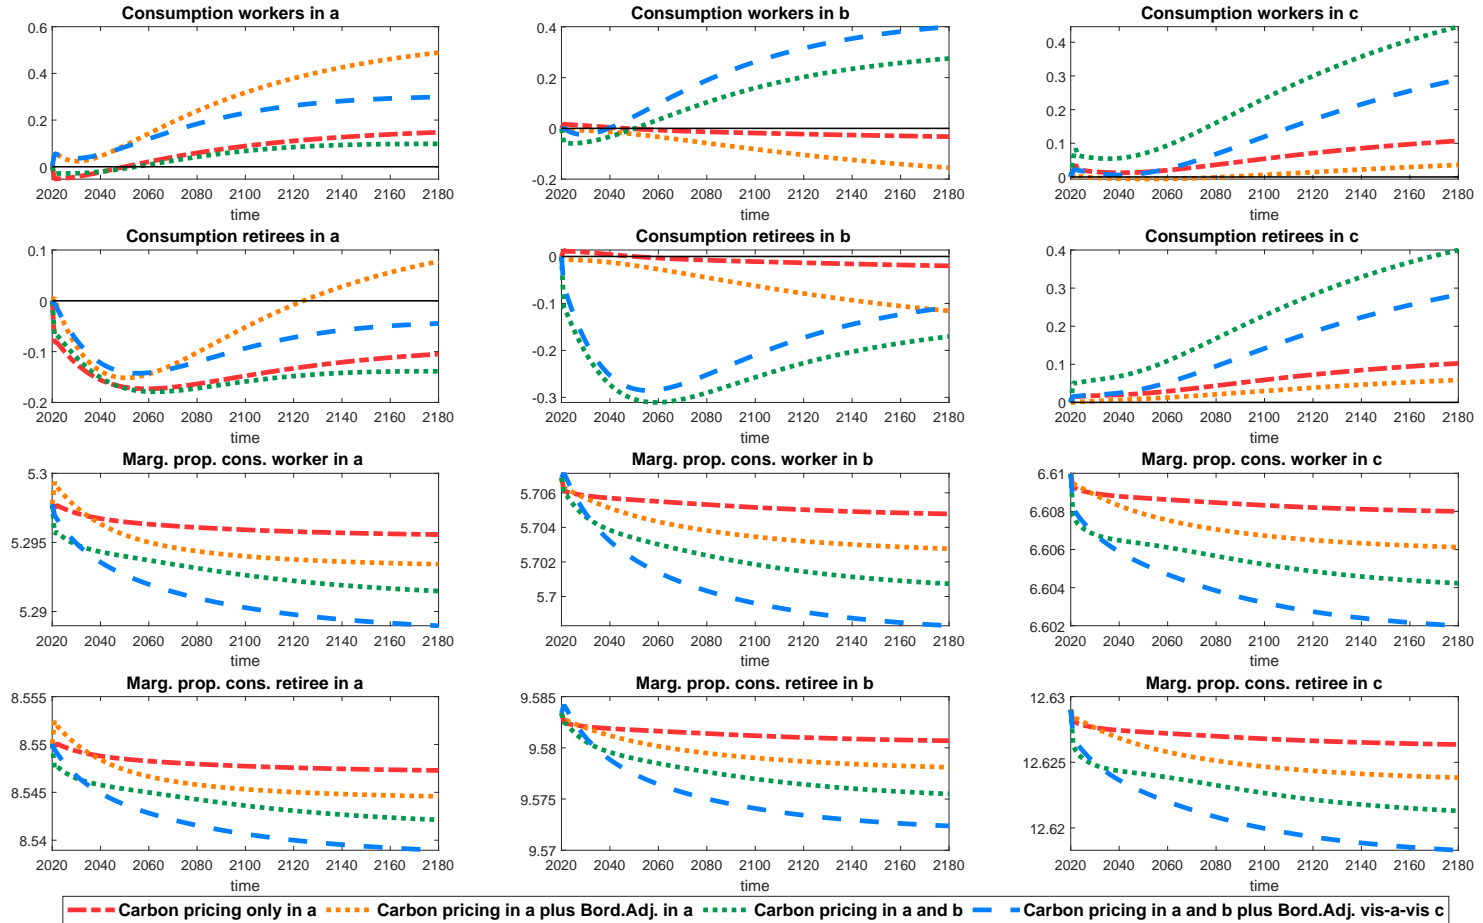 Consumption workers in a
0.6
0.4
0.2
0
2020 2040 2060 2080 2100 2120 2140 2160 2180
time
Consumption workers in b
0.4
0.2
0
-0.2
2020 2040 2060 2080 2100 2120 2140 2160 2180
time
Consumption workers in c
0.4
0.3
0.2
0.1
0
2020 2040 2060 2080 2100 2120 2140 2160 2180
time
Consumption retirees in a
0.1
0
-0.1
-0.2
2020 2040 2060 2080 2100 2120 2140 2160 2180
time
Consumption retirees in b
0
-0.1
-0.2
-0.3
2020 2040 2060 2080 2100 2120 2140 2160 2180
time
Consumption retirees in c
0.4
0.3
0.2
0.1
0
2020 2040 2060 2080 2100 2120 2140 2160 2180
time
Marg. prop. cons. worker in a
5.3
5.295
5.29
2020 2040 2060 2080 2100 2120 2140 2160 2180
time
Marg. prop. cons. worker in b
5.706
5.704
5.702
5.7
2020 2040 2060 2080 2100 2120 2140 2160 2180
time
Marg. prop. cons. worker in c
6.61
6.608
6.606
6.604
6.602
2020 2040 2060 2080 2100 2120 2140 2160 2180
time
Marg. prop. cons. retiree in a
8.555
8.55
8.545
8.54
2020 2040 2060 2080 2100 2120 2140 2160 2180
time
Marg. prop. cons. retiree in b
9.585
9.58
9.575
9.57
2020 2040 2060 2080 2100 2120 2140 2160 2180
time
Marg. prop. cons. retiree in c
12.63
12.625
12.62
2020 2040 2060 2080 2100 2120 2140 2160 2180
time
Carbon pricing only in a Carbon pricing in a plus Bord.Adj. in a Carbon pricing in a and b Carbon pricing in a and b plus Bord.Adj. vis-a-vis c